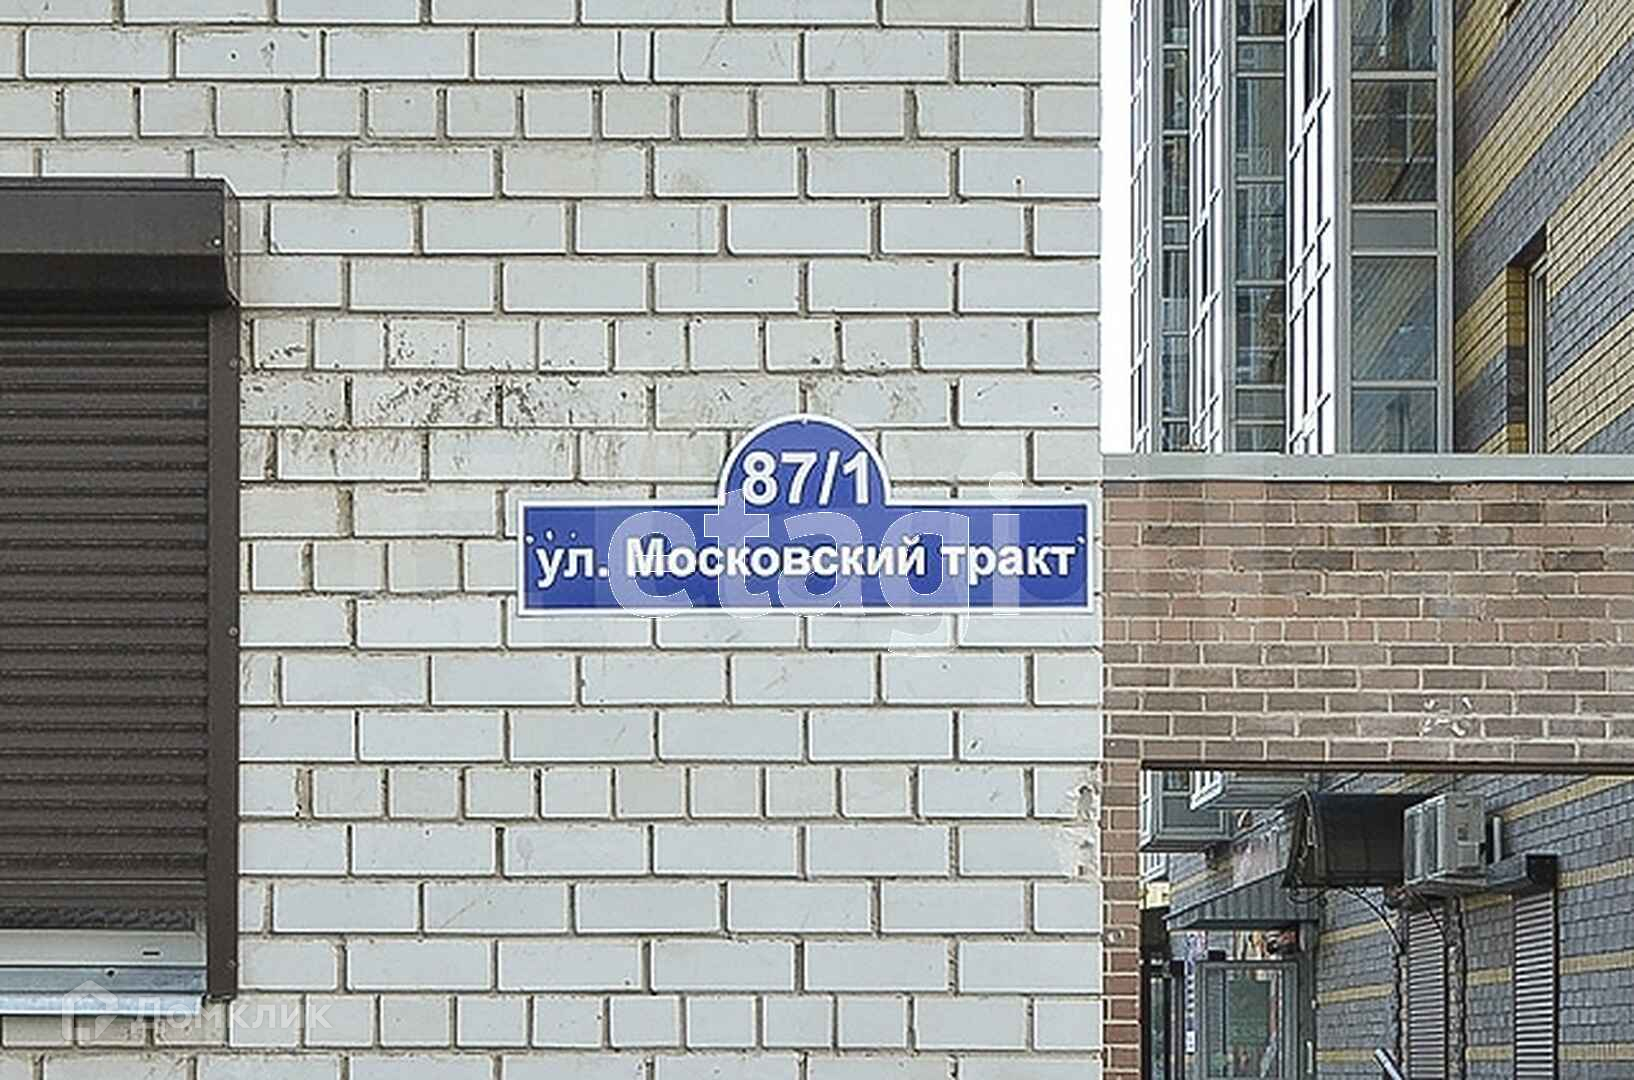 87/1
ул. Московский тракт
etagi
Домклик